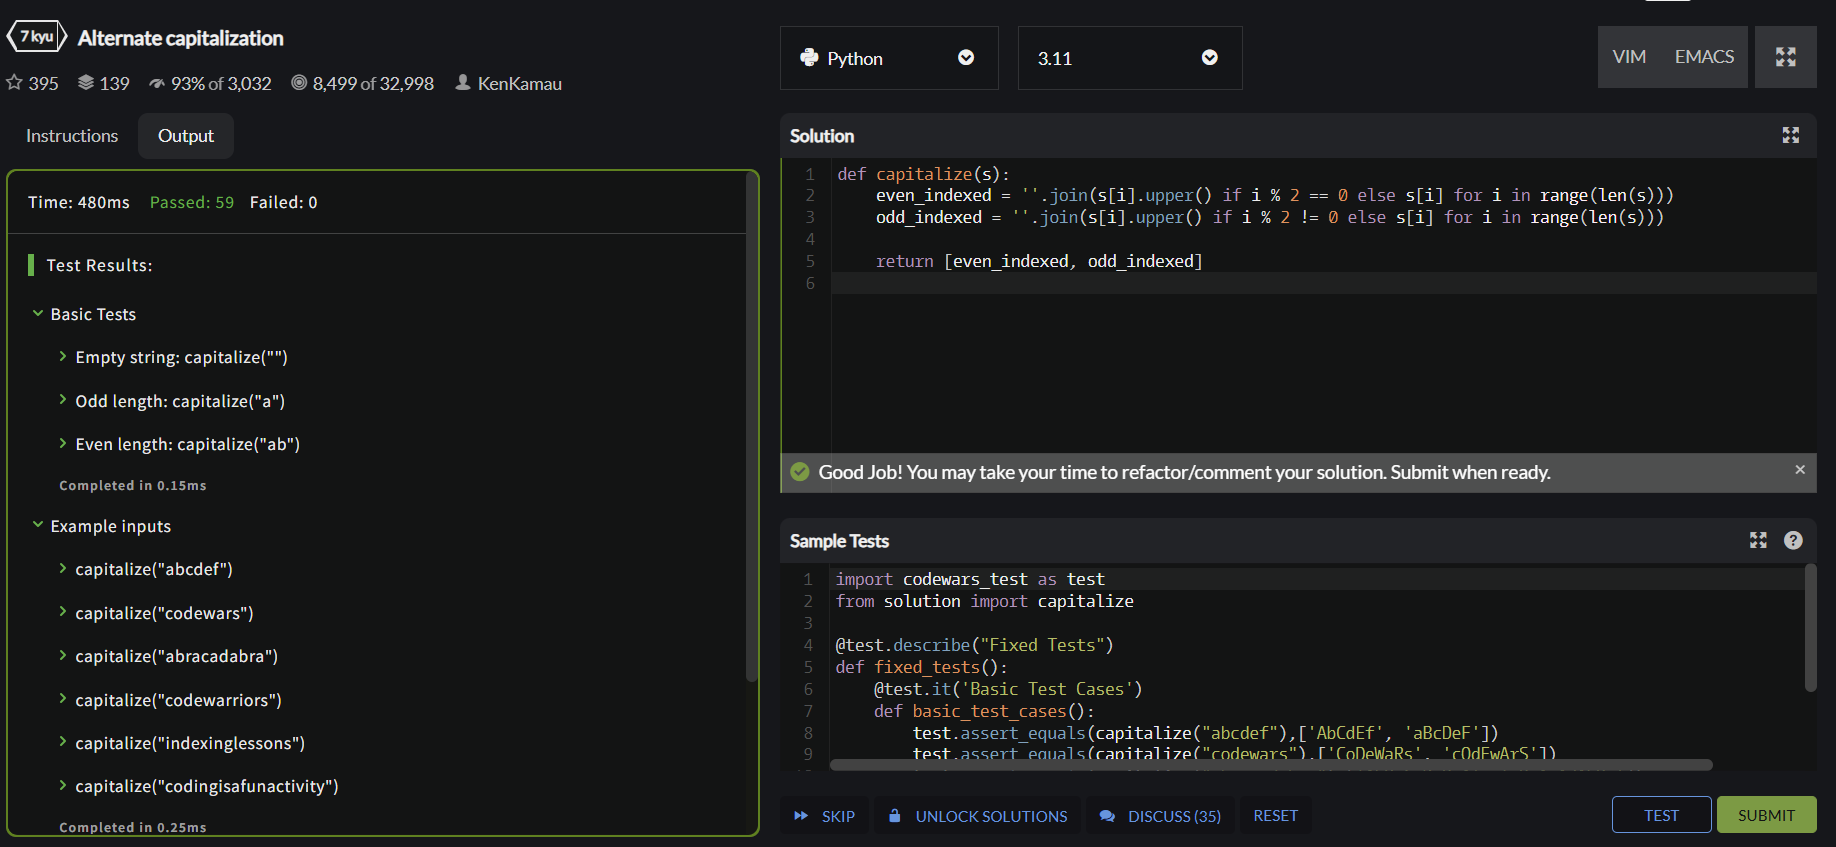 7 kyu Alternate capitalization
395 139 93% of 3,032 8,499 of 32,998 KenKamau
Instructions Output
Time: 480ms Passed: 59 Failed: 0
Test Results:
Basic Tests
Empty string: capitalize("")
Odd length: capitalize("a")
Even length: capitalize("ab")
Completed in 0.15ms
Example inputs
capitalize("abcdef")
capitalize("codewars")
capitalize("abracadabra")
capitalize("codewarriors")
capitalize("indexinglessons")
capitalize("codingisafunactivity")
Completed in 0.25ms
Python 3.11 VIM EMACS
Solution
1 def capitalize(s):
2     even_indexed = ''.join(s[i].upper() if i % 2 == 0 else s[i] for i in range(len(s)))
3     odd_indexed = ''.join(s[i].upper() if i % 2 != 0 else s[i] for i in range(len(s)))
4
5     return [even_indexed, odd_indexed]
6
Good Job! You may take your time to refactor/comment your solution. Submit when ready.
Sample Tests
1 import codewars_test as test
2 from solution import capitalize
3
4 @test.describe("Fixed Tests")
5 def fixed_tests():
6     @test.it('Basic Test Cases')
7     def basic_test_cases():
8         test.assert_equals(capitalize("abcdef"),['AbCdEf', 'aBcDeF'])
9         test.assert_equals(capitalize("codewars"),['CoDeWaRs', 'cOdEwArS'])
SKIP UNLOCK SOLUTIONS DISCUSS (35) RESET TEST SUBMIT